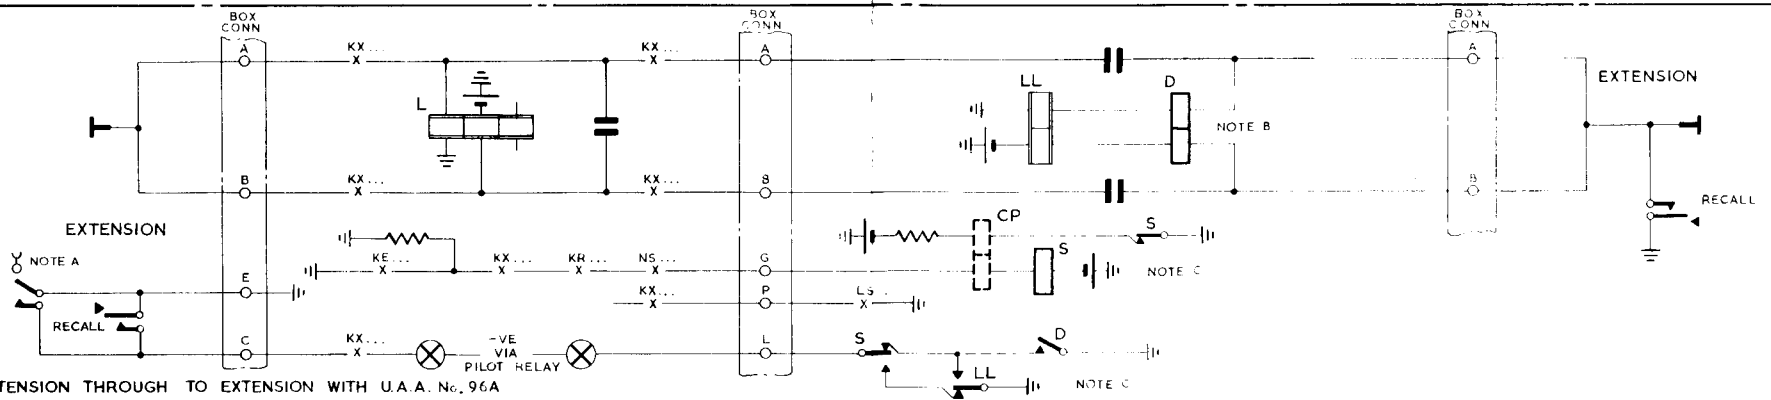 BOX CONN
BOX CONN
BOX CONN
A
KX...
KX...
A
A
EXTENSION
L
LL
D
NOTE B
B
KX...
KX...
B
B
RECALL
EXTENSION
CP
S
NOTE A
KE...
KX...
KR...
NS...
G
S
NOTE C
E
KX...
P
LS..
RECALL
C
KX...
-VE
VIA
PILOT RELAY
L
S
D
LL
NOTE C
TENSION THROUGH TO EXTENSION WITH U.A.A. No. 96A